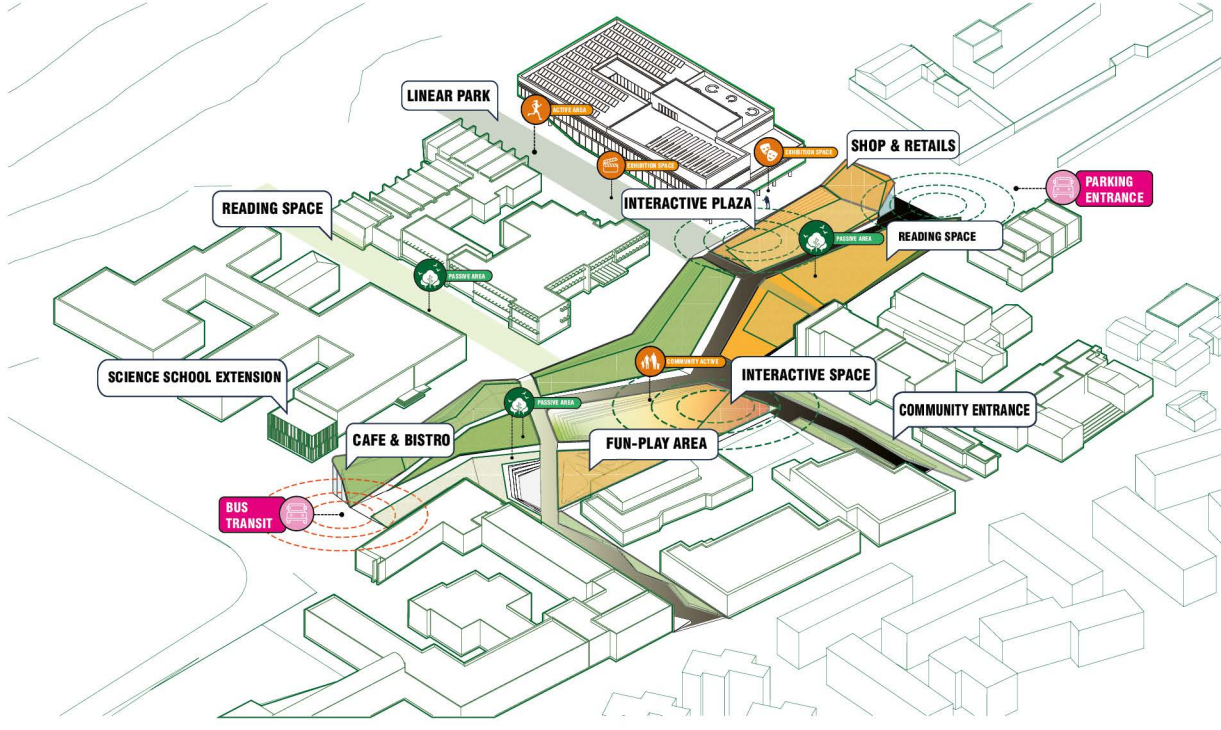 LINEAR PARK
ACTIVE AREA
EXHIBITION SPACE
EXHIBITION SPACE
SHOP & RETAILS
PARKING
ENTRANCE
READING SPACE
INTERACTIVE PLAZA
PASSIVE AREA
READING SPACE
PASSIVE AREA
COMMUNITY ACTIVE
SCIENCE SCHOOL EXTENSION
INTERACTIVE SPACE
PASSIVE AREA
COMMUNITY ENTRANCE
CAFE & BISTRO
FUN-PLAY AREA
BUS
TRANSIT